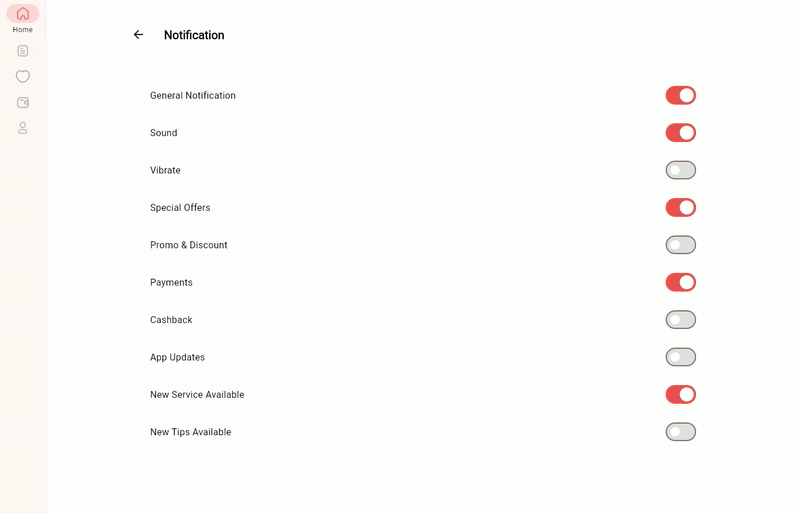 Notification
Home
General Notification
Sound
Vibrate
Special Offers
Promo & Discount
Payments
Cashback
App Updates
New Service Available
New Tips Available